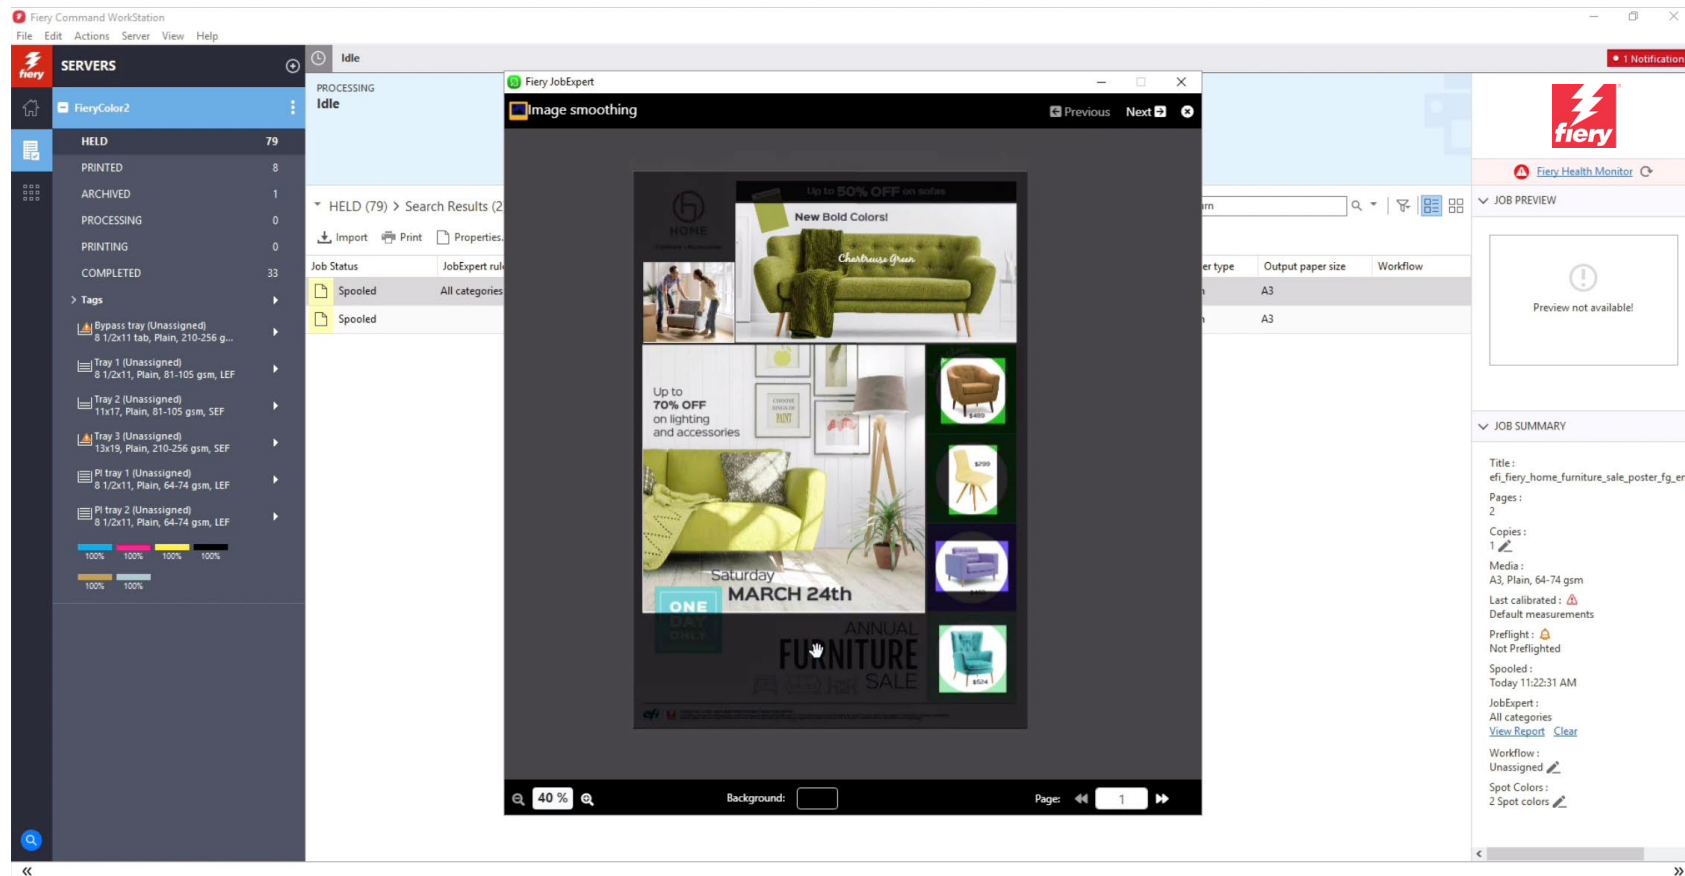 Fiery Command WorkStation
File Edit Actions Server View Help
fiery
SERVERS
FieryColor2
HELD 79
PRINTED 8
ARCHIVED 1
PROCESSING 0
PRINTING 0
COMPLETED 33
Tags
Bypass tray (Unassigned)
8 1/2x11 tab, Plain, 210-256 g...
Tray 1 (Unassigned)
8 1/2x11, Plain, 81-105 gsm, LEF
Tray 2 (Unassigned)
11x17, Plain, 81-105 gsm, SEF
Tray 3 (Unassigned)
13x19, Plain, 210-256 gsm, SEF
PI tray 1 (Unassigned)
8 1/2x11, Plain, 64-74 gsm, LEF
PI tray 2 (Unassigned)
8 1/2x11, Plain, 64-74 gsm, LEF
100% 100% 100% 100%
100% 100%
Idle
1 Notification
PROCESSING
Idle
HELD (79) > Search Results (2
Import Print Properties.
Job Status JobExpert rul er type Output paper size Workflow
Spooled All categories A3
Spooled A3
Fiery JobExpert
Image smoothing
Previous Next
HOME
Up to 50% OFF on sofas
New Bold Colors!
Chartreuse Green
Up to
70% OFF
on lighting
and accessories
PAINT
$489
$299
Saturday
MARCH 24th
ONE
DAY
ONLY
ANNUAL
FURNITURE
SALE
$524
efi
40 %
Background:
Page: 1
fiery
Fiery Health Monitor
JOB PREVIEW
Preview not available!
JOB SUMMARY
Title :
efi_fiery_home_furniture_sale_poster_fg_er
Pages :
2
Copies :
1
Media :
A3, Plain, 64-74 gsm
Last calibrated :
Default measurements
Preflight :
Not Preflighted
Spooled :
Today 11:22:31 AM
JobExpert :
All categories
View Report Clear
Workflow :
Unassigned
Spot Colors :
2 Spot colors